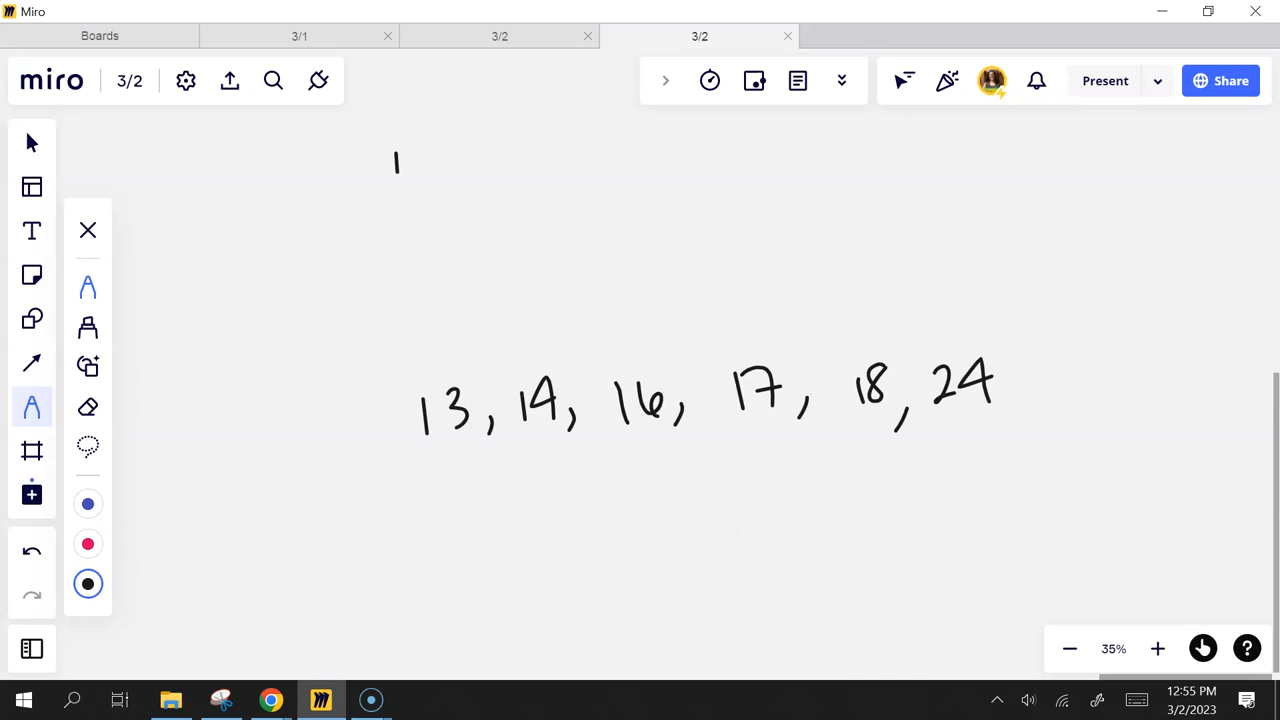 Miro
Boards 3/1 3/2 3/2
miro 3/2 Present Share
1
13, 14, 16, 17, 18, 24
35%
12:55 PM
3/2/2023